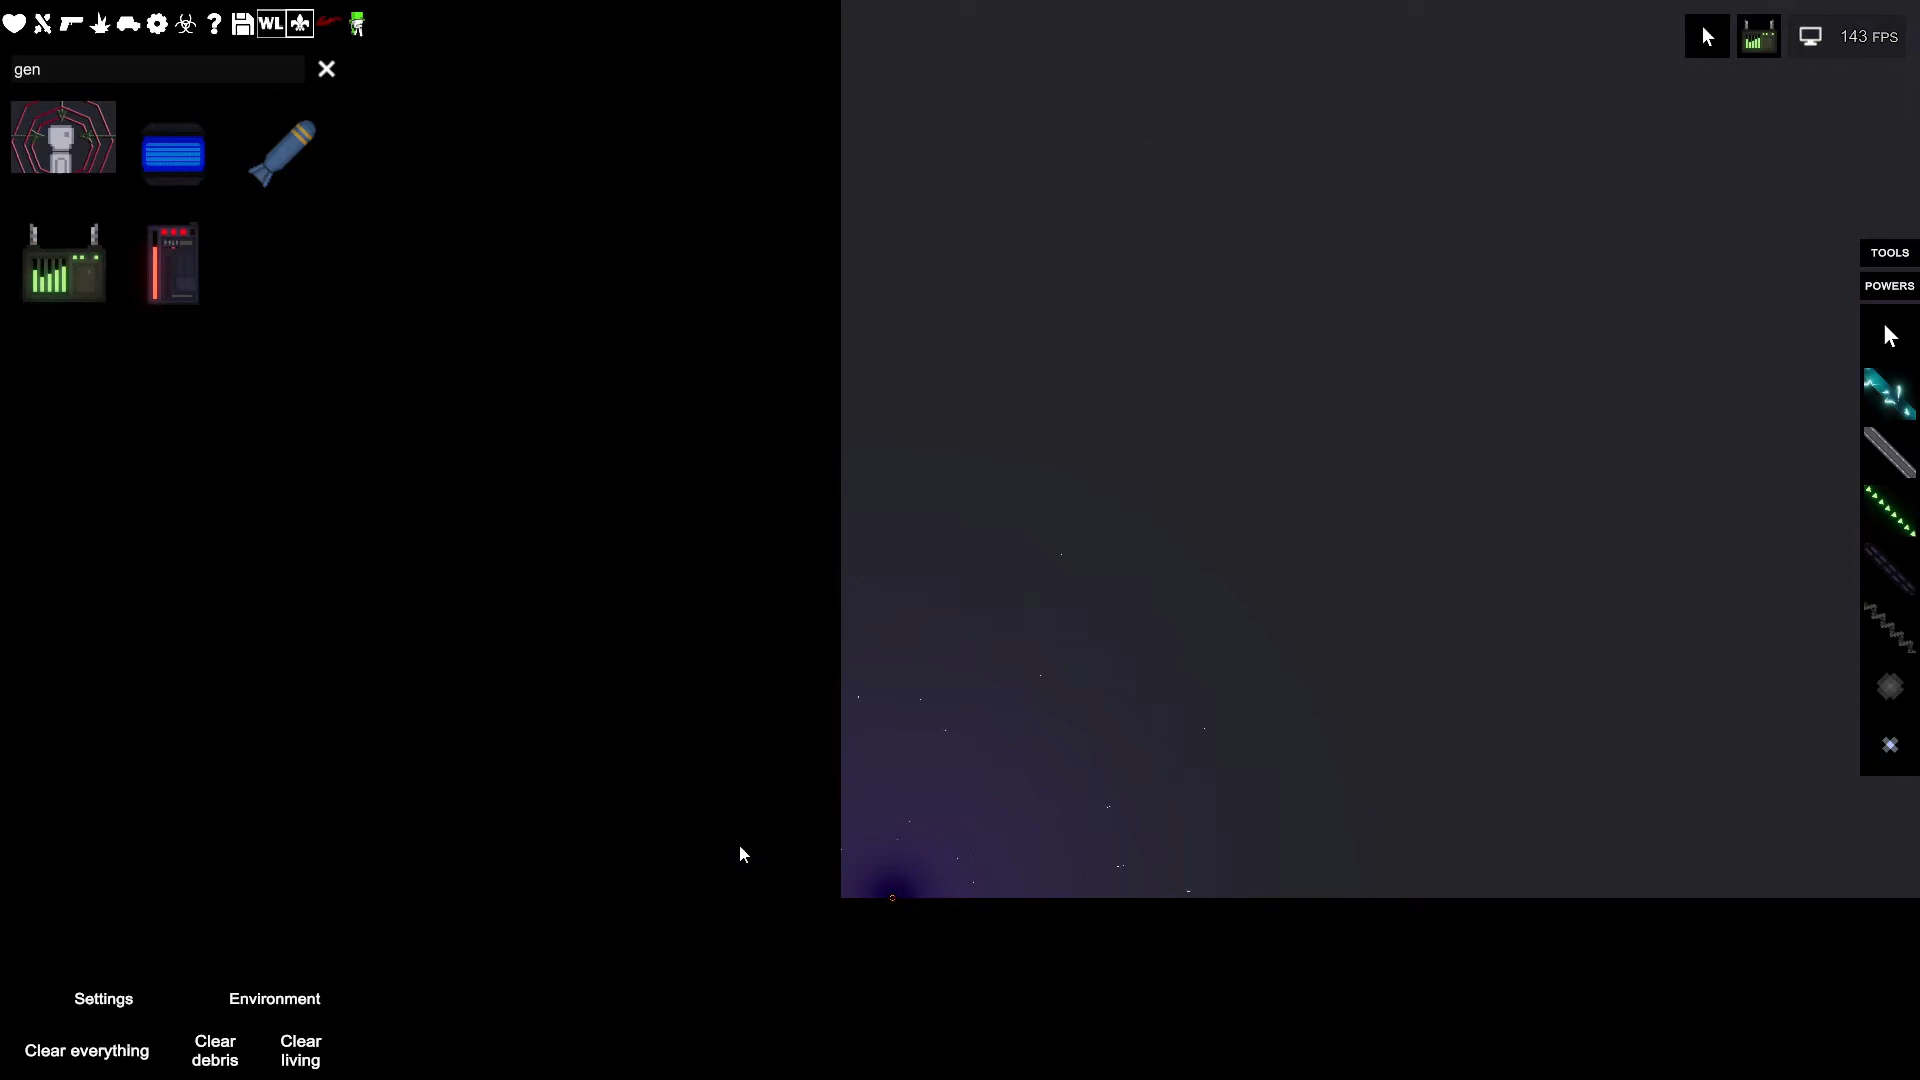 WL
143 FPS
gen
TOOLS
POWERS
Settings
Environment
Clear everything
Clear
debris
Clear
living